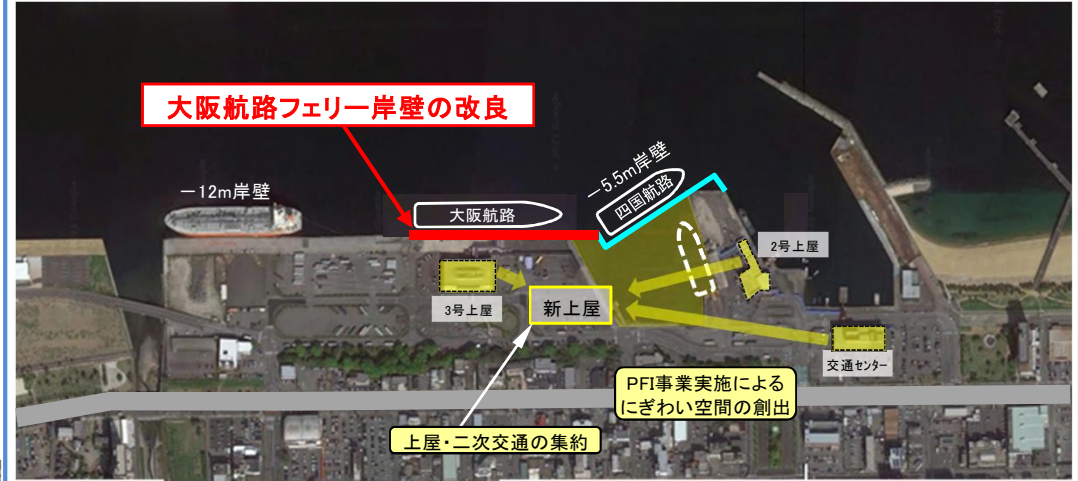 大阪航路フェリー岸壁の改良
－12m岸壁
大阪航路
－5.5m岸壁
四国航路
2号上屋
3号上屋
新上屋
交通センター
PFI事業実施による
にぎわい空間の創出
上屋・二次交通の集約